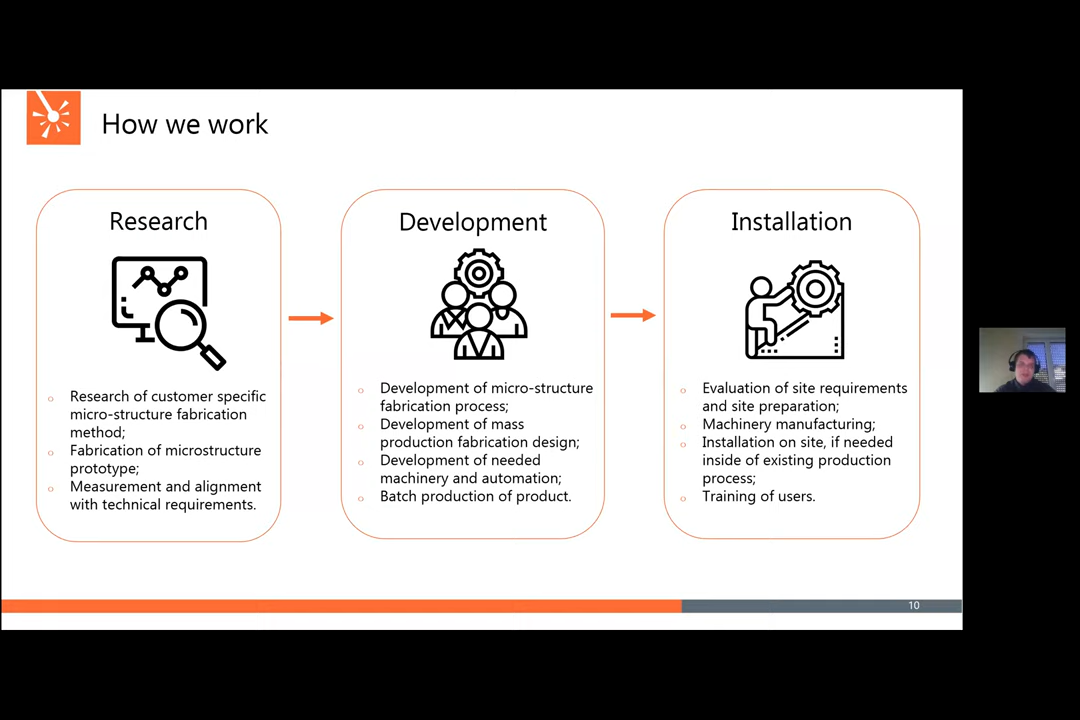 How we work
Research
Research of customer specific
micro-structure fabrication
method;
Fabrication of microstructure
prototype;
Measurement and alignment
with technical requirements.
Development
Development of micro-structure
fabrication process;
Development of mass
production fabrication design;
Development of needed
machinery and automation;
Batch production of product.
Installation
Evaluation of site requirements
and site preparation;
Machinery manufacturing;
Installation on site, if needed
inside of existing production
process;
Training of users.
10